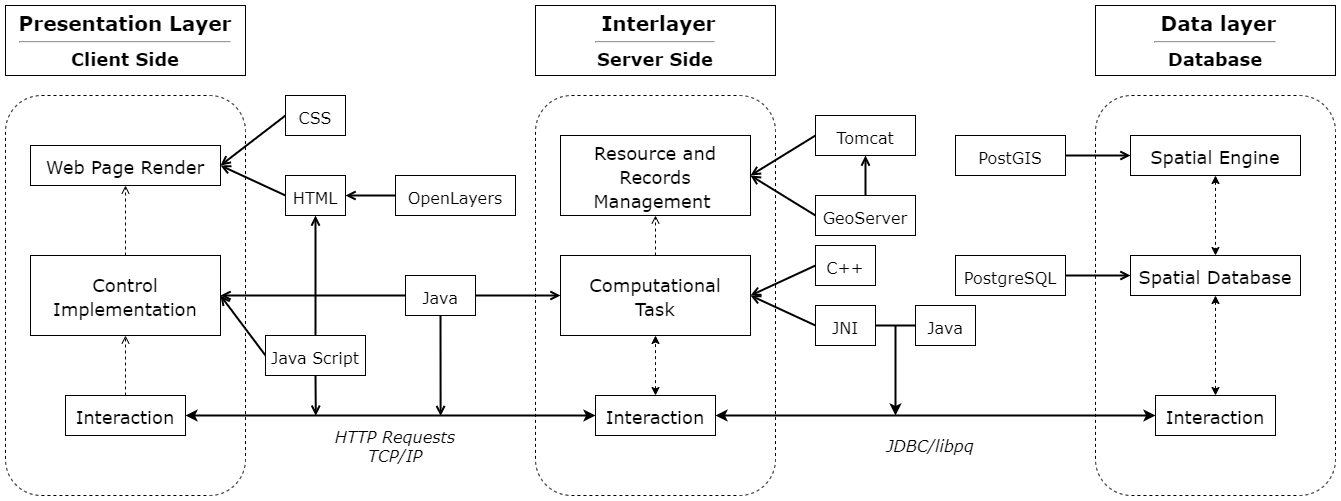 Presentation Layer
Client Side
Interlayer
Server Side
Data layer
Database
CSS
Web Page Render
HTML
OpenLayers
Control
Implementation
Java
Java Script
Interaction
HTTP Requests
TCP/IP
Resource and
Records
Management
Tomcat
GeoServer
Computational
Task
C++
JNI
Java
Interaction
JDBC/libpq
PostGIS
Spatial Engine
PostgreSQL
Spatial Database
Interaction